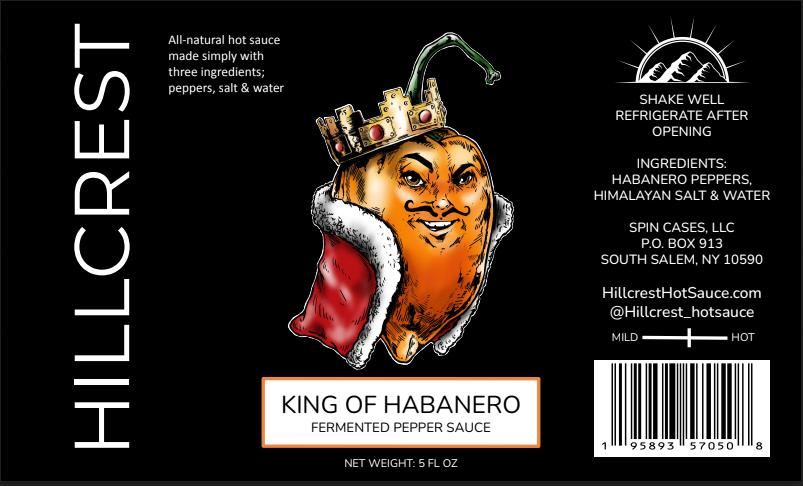 HILLCREST
All-natural hot sauce
made simply with
three ingredients;
peppers, salt & water
KING OF HABANERO
FERMENTED PEPPER SAUCE
NET WEIGHT: 5 FL OZ
SHAKE WELL
REFRIGERATE AFTER
OPENING
INGREDIENTS:
HABANERO PEPPERS,
HIMALAYAN SALT & WATER
SPIN CASES, LLC
P.O. BOX 913
SOUTH SALEM, NY 10590
HillcrestHotSauce.com
@Hillcrest_hotsauce
MILD HOT
1 95893 57050 8